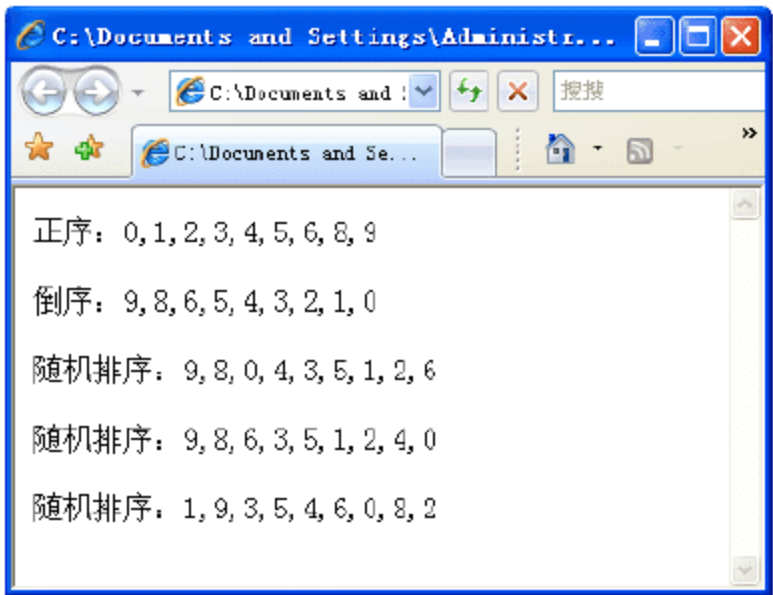 C:\Documents and Settings\Administr...
C:\Documents and
搜搜
C:\Documents and Se...
正序：0,1,2,3,4,5,6,8,9
倒序：9,8,6,5,4,3,2,1,0
随机排序：9,8,0,4,3,5,1,2,6
随机排序：9,8,6,3,5,1,2,4,0
随机排序：1,9,3,5,4,6,0,8,2